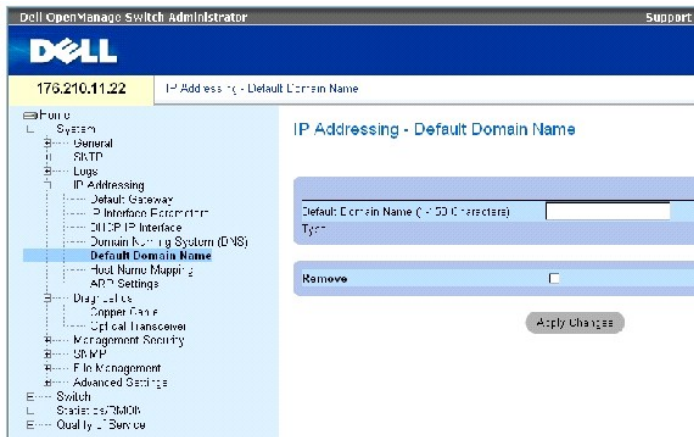 Dell OpenManage Switch Administrator
Support
DELL
176.210.11.22
IP Addressing - Default Domain Name
Home
System
General
SNTP
Logs
IP Addressing
Default Gateway
IP Interface Parameters
DHCP IP Interface
Domain Naming System (DNS)
Default Domain Name
Host Name Mapping
ARP Settings
Diagnostics
Copper Cable
Optical Transceiver
Management Security
SNMP
File Management
Advanced Settings
Switch
Statistics/RMON
Quality of Service
IP Addressing - Default Domain Name
Default Domain Name (1-158 Characters)
Type
Remove
Apply Changes